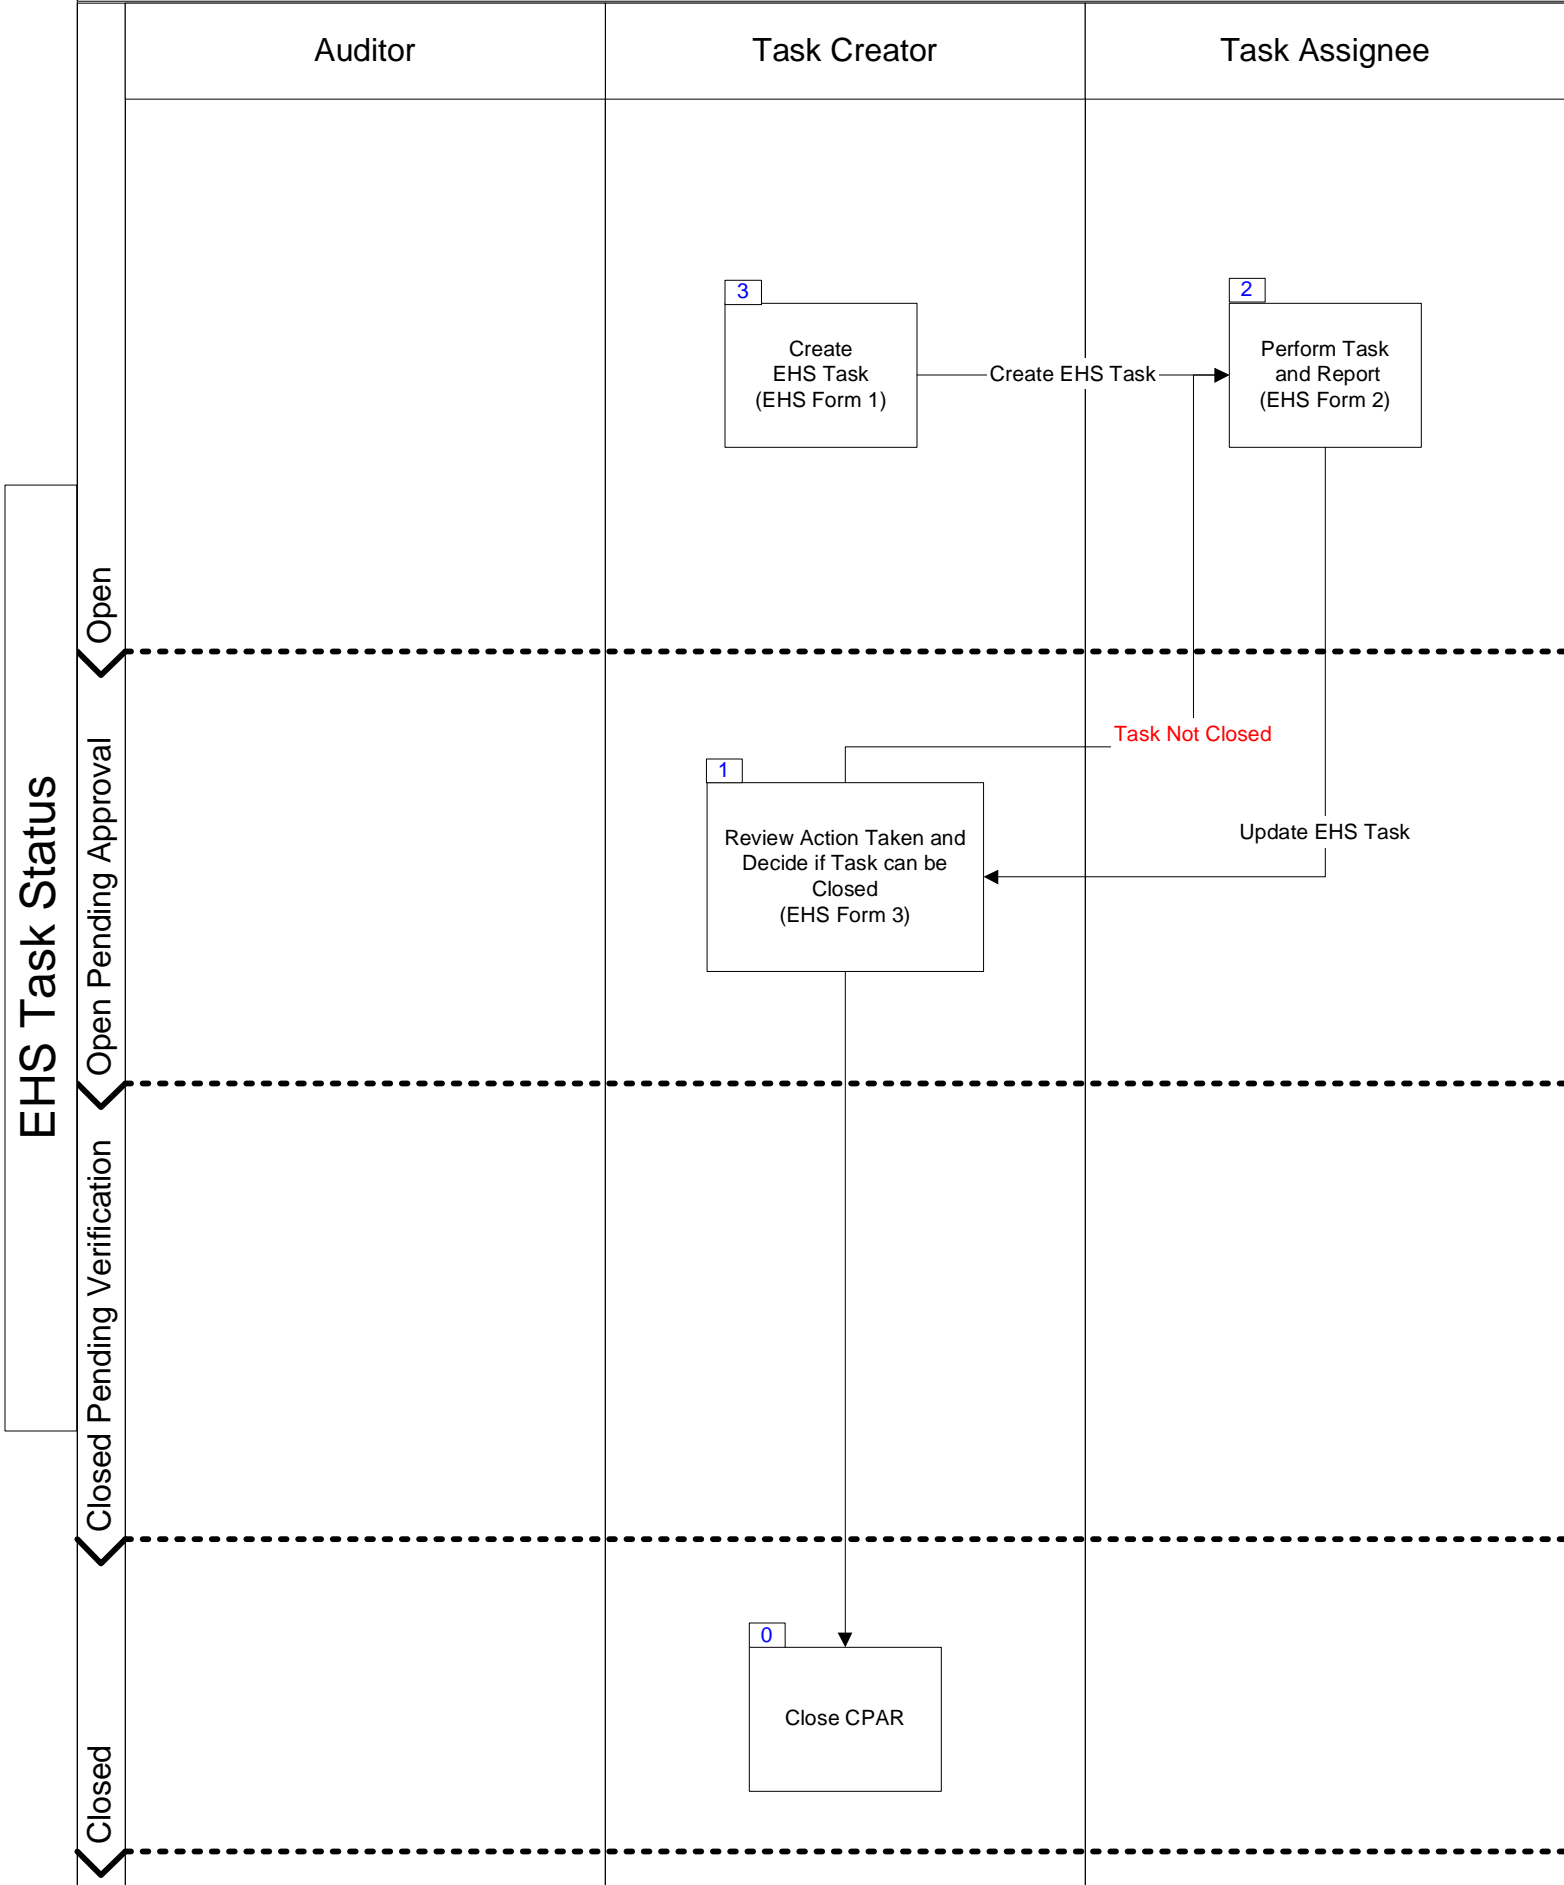 Auditor
Task Creator
Task Assignee
3
Create
EHS Task
(EHS Form 1)
Create EHS Task
2
Perform Task
and Report
(EHS Form 2)
Open
Task Not Closed
1
Review Action Taken and
Decide if Task can be
Closed
(EHS Form 3)
Update EHS Task
Open Pending Approval
EHS Task Status
Closed Pending Verification
0
Close CPAR
Closed